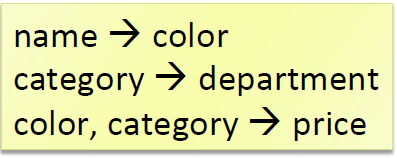 name → color
category → department
color, category → price